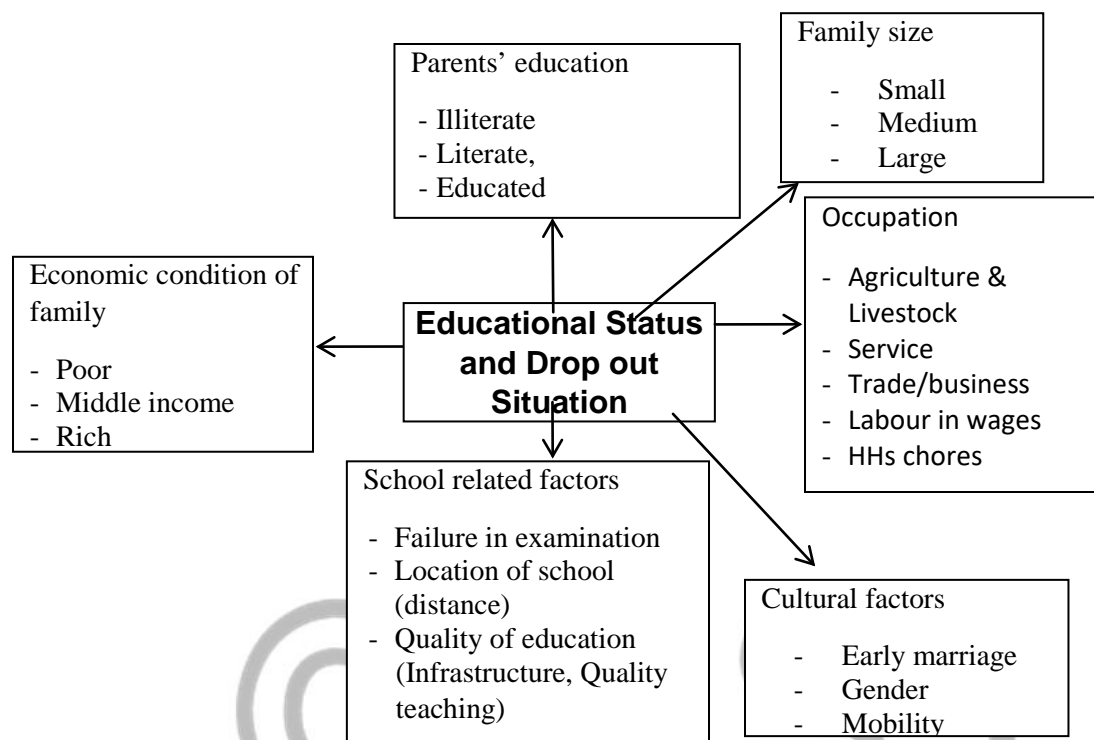 Family size
- Small
- Medium
- Large
Parents’ education
- Illiterate
- Literate,
- Educated
Occupation
- Agriculture &
Livestock
- Service
- Trade/business
- Labour in wages
- HHs chores
Economic condition of
family
- Poor
- Middle income
- Rich
Educational Status
and Drop out
Situation
School related factors
- Failure in examination
- Location of school
(distance)
- Quality of education
(Infrastructure, Quality
teaching)
Cultural factors
- Early marriage
- Gender
- Mobility